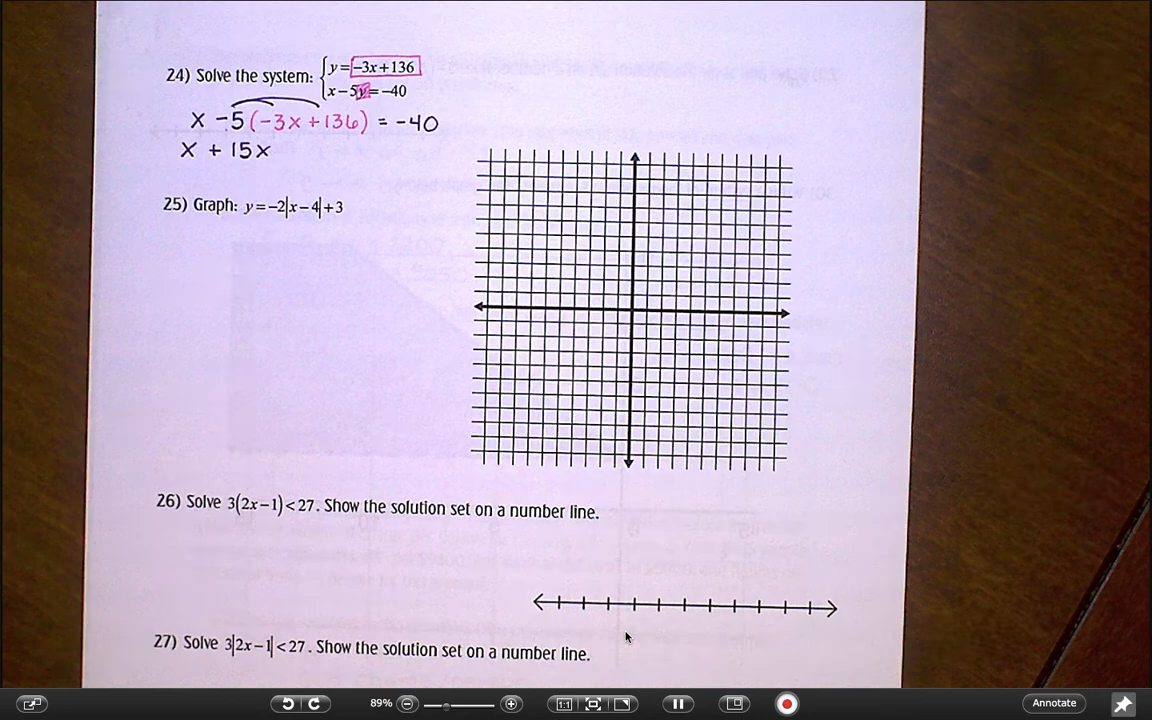 24) Solve the system: { y = -3x + 136
x - 5y = -40
x - 5(-3x + 136) = -40
x + 15x
25) Graph: y = -2|x - 4| + 3
26) Solve 3(2x - 1) < 27. Show the solution set on a number line.
27) Solve 3|2x - 1| < 27. Show the solution set on a number line.
89%
1:1
Annotate